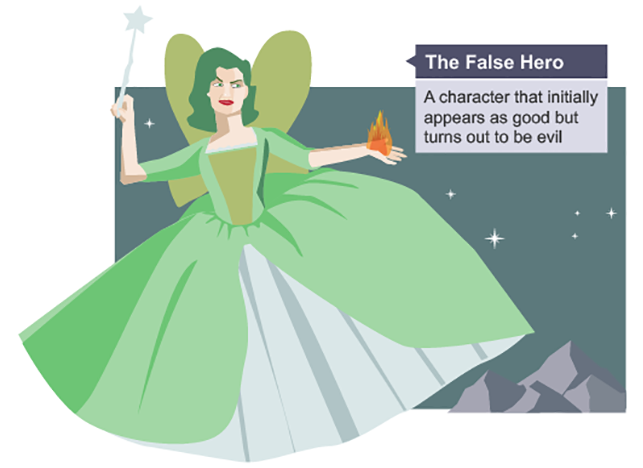 The False Hero
A character that initially
appears as good but
turns out to be evil